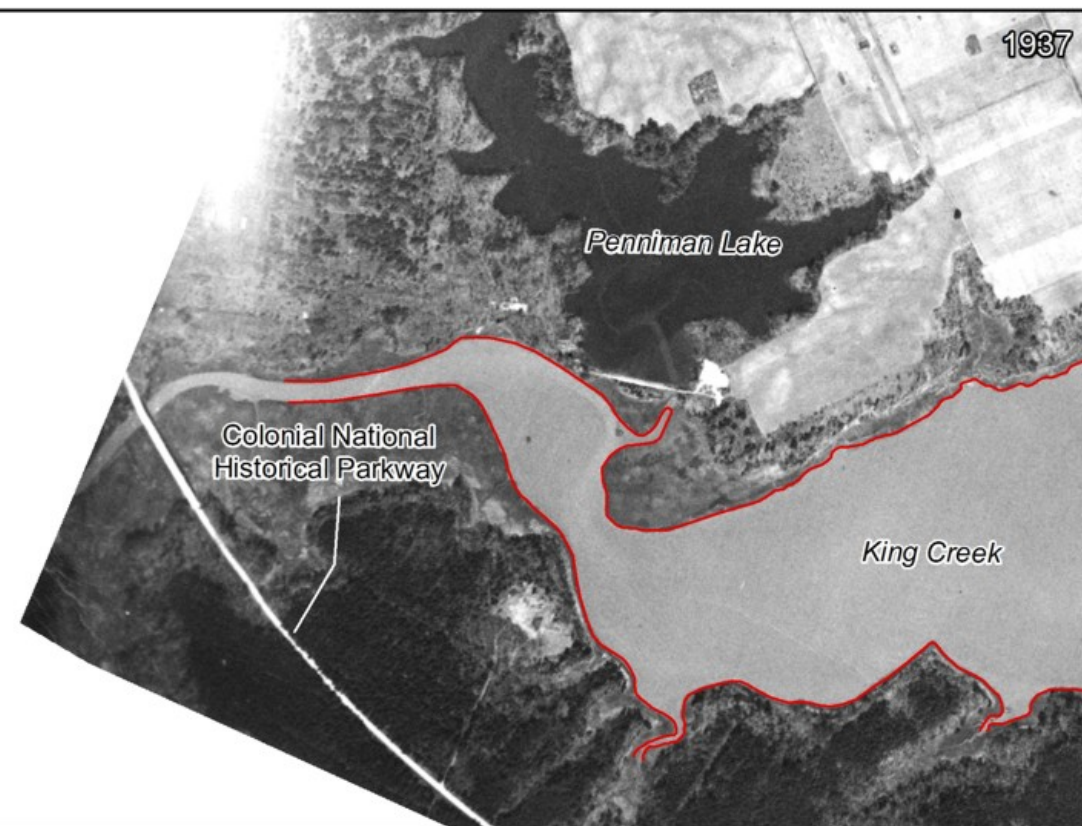 1937
Penniman Lake
Colonial National
Historical Parkway
King Creek